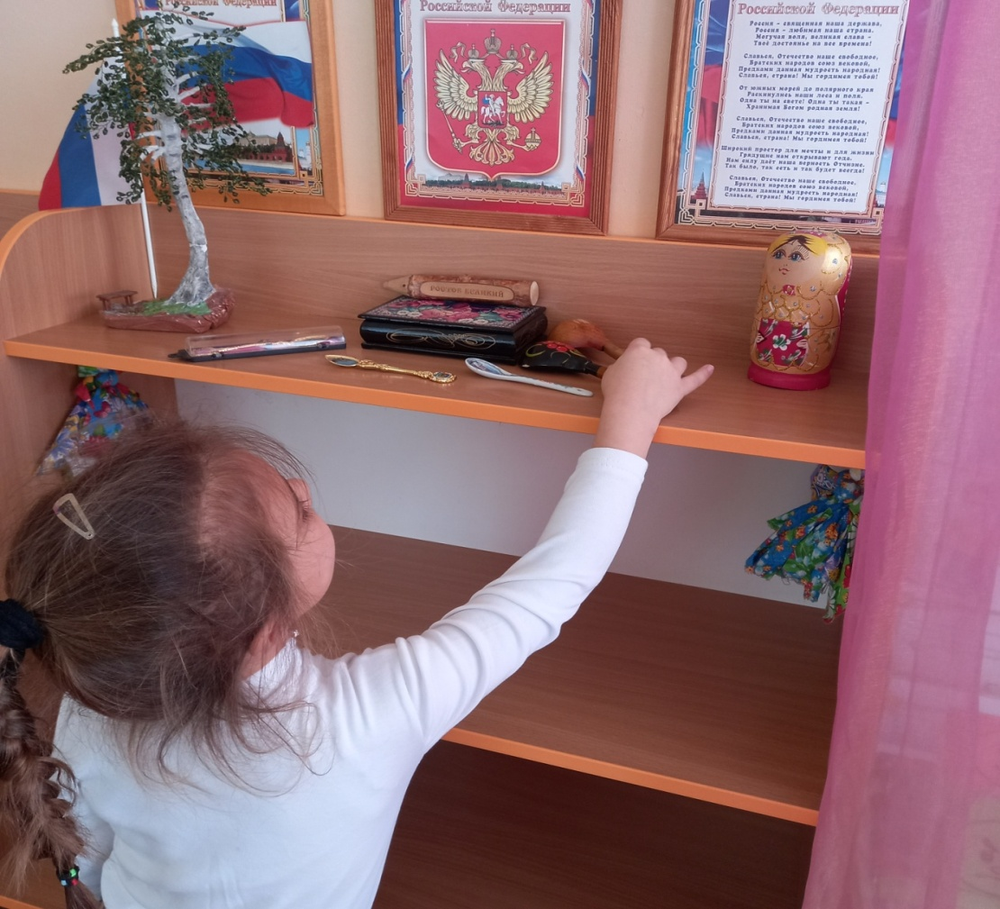 Российской Федерации
Российской Федерации
Российской Федерации
Россия – священная наша держава,
Россия – любимая наша страна.
Могучая воля, великая слава –
Твоё достоянье на все времена!
Славься, Отечество наше свободное,
Братских народов союз вековой,
Предками данная мудрость народная!
Славься, страна! Мы гордимся тобой!
От южных морей до полярного края
Раскинулись наши леса и поля.
Одна ты на свете! Одна ты такая –
Хранимая Богом родная земля!
Славься, Отечество наше свободное,
Братских народов союз вековой,
Предками данная мудрость народная!
Славься, страна! Мы гордимся тобой!
Широкий простор для мечты и для жизни
Грядущие нам открывают года.
Нам силу даёт наша верность Отчизне.
Так было, так есть и так будет всегда!
Славься, Отечество наше свободное,
Братских народов союз вековой,
Предками данная мудрость народная!
Славься, страна! Мы гордимся тобой!
РОСТОВ ВЕЛИКИЙ